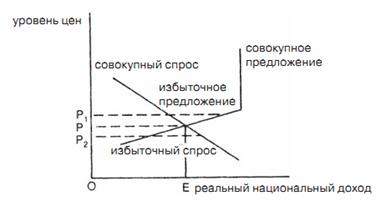 уровень цен
совокупное
предложение
совокупный спрос
избыточное
предложение
P1
P
P2
избыточный спрос
O
E реальный национальный доход